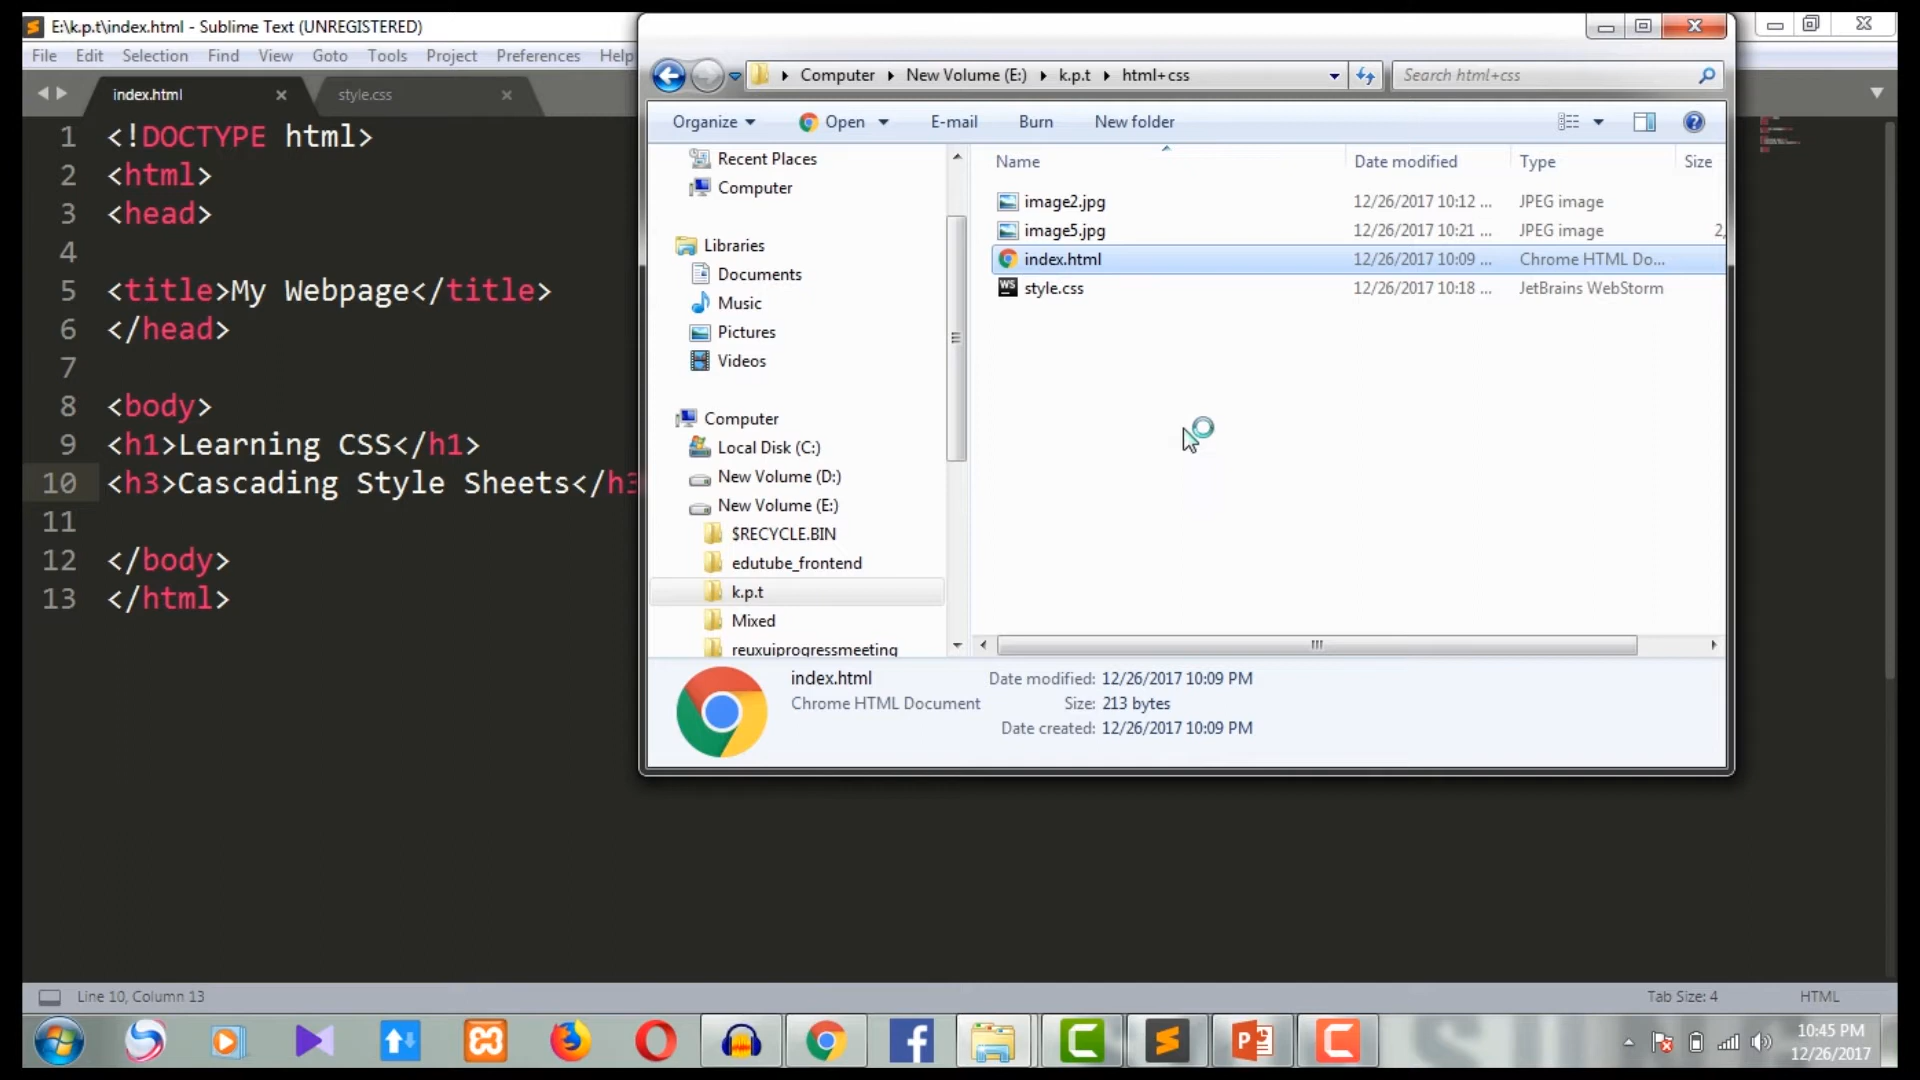 E:\k.p.t\index.html - Sublime Text (UNREGISTERED)
File Edit Selection Find View Goto Tools Project Preferences Help
index.html
style.css
1 <!DOCTYPE html>
2 <html>
3 <head>
4
5 <title>My Webpage</title>
6 </head>
7
8 <body>
9 <h1>Learning CSS</h1>
10 <h3>Cascading Style Sheets</h3
11
12 </body>
13 </html>
Computer New Volume (E:) k.p.t html+css
Search html+css
Organize Open E-mail Burn New folder
Recent Places
Computer
Libraries
Documents
Music
Pictures
Videos
Computer
Local Disk (C:)
New Volume (D:)
New Volume (E:)
$RECYCLE.BIN
edutube_frontend
k.p.t
Mixed
reuxuiprogressmeeting
Name Date modified Type Size
image2.jpg 12/26/2017 10:12 ... JPEG image
image5.jpg 12/26/2017 10:21 ... JPEG image 2,
index.html 12/26/2017 10:09 ... Chrome HTML Do...
WS style.css 12/26/2017 10:18 ... JetBrains WebStorm
index.html Date modified: 12/26/2017 10:09 PM
Chrome HTML Document Size: 213 bytes
Date created: 12/26/2017 10:09 PM
Line 10, Column 13
Tab Size: 4 HTML
10:45 PM
12/26/2017